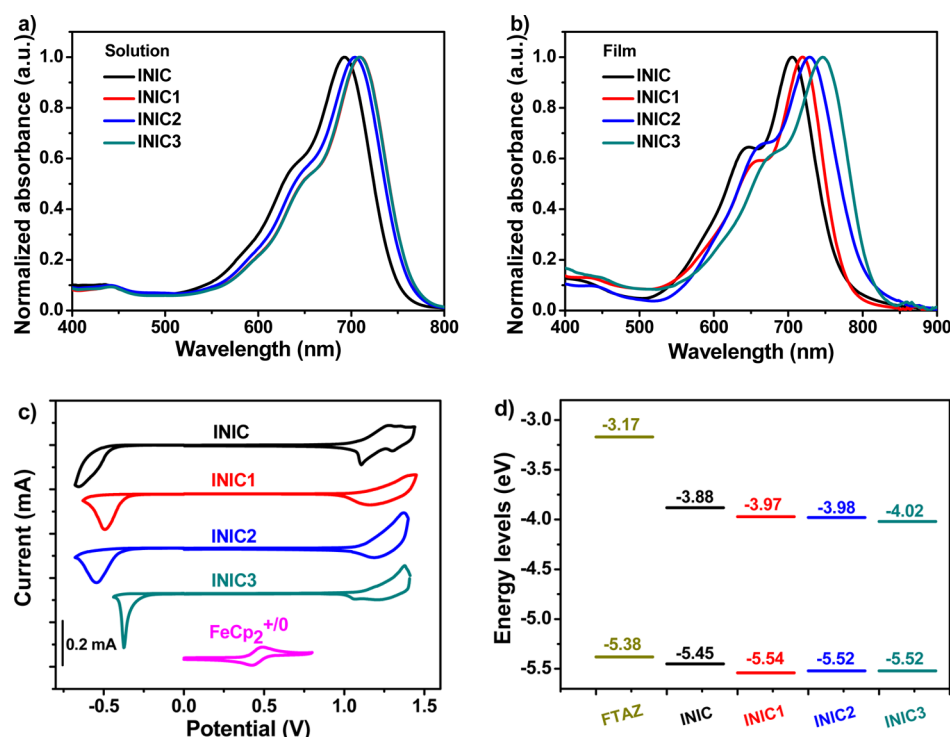 a)
Solution
INIC
INIC1
INIC2
INIC3
Normalized absorbance (a.u.)
1.0
0.8
0.6
0.4
0.2
0.0
400
500
600
700
800
Wavelength (nm)
b)
Film
INIC
INIC1
INIC2
INIC3
Normalized absorbance (a.u.)
1.0
0.8
0.6
0.4
0.2
0.0
400
500
600
700
800
900
Wavelength (nm)
c)
INIC
INIC1
INIC2
INIC3
FeCp2+/0
0.2 mA
Current (mA)
-0.5
0.0
0.5
1.0
1.5
Potential (V)
d)
Energy levels (eV)
-3.0
-3.5
-4.0
-4.5
-5.0
-5.5
-3.17
-3.88
-3.97
-3.98
-4.02
-5.38
-5.45
-5.54
-5.52
-5.52
FTAZ
INIC
INIC1
INIC2
INIC3